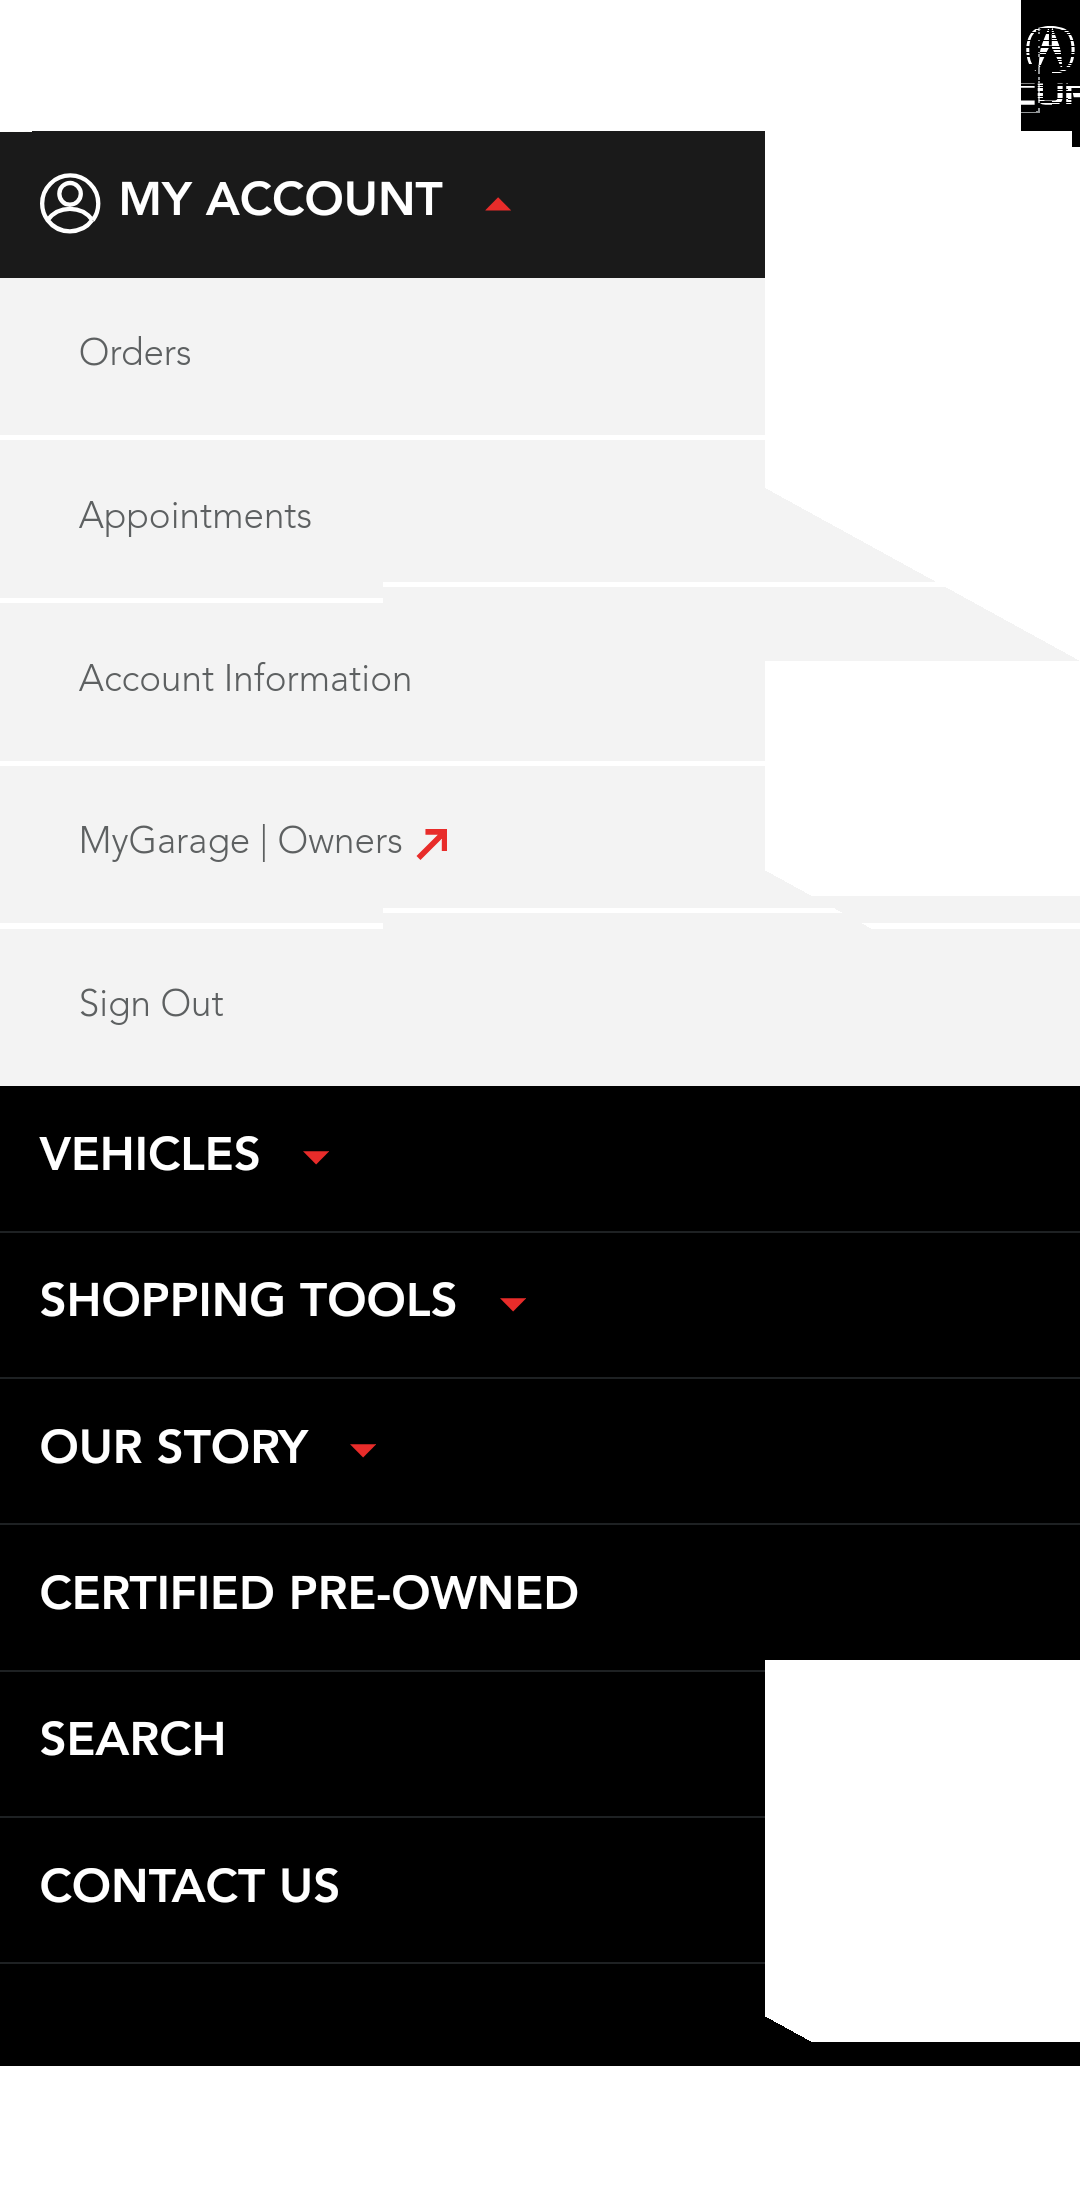 MY ACCOUNT
Orders
Appointments
Account Information
MyGarage | Owners
Sign Out
VEHICLES
SHOPPING TOOLS
OUR STORY
CERTIFIED PRE-OWNED
SEARCH
CONTACT US